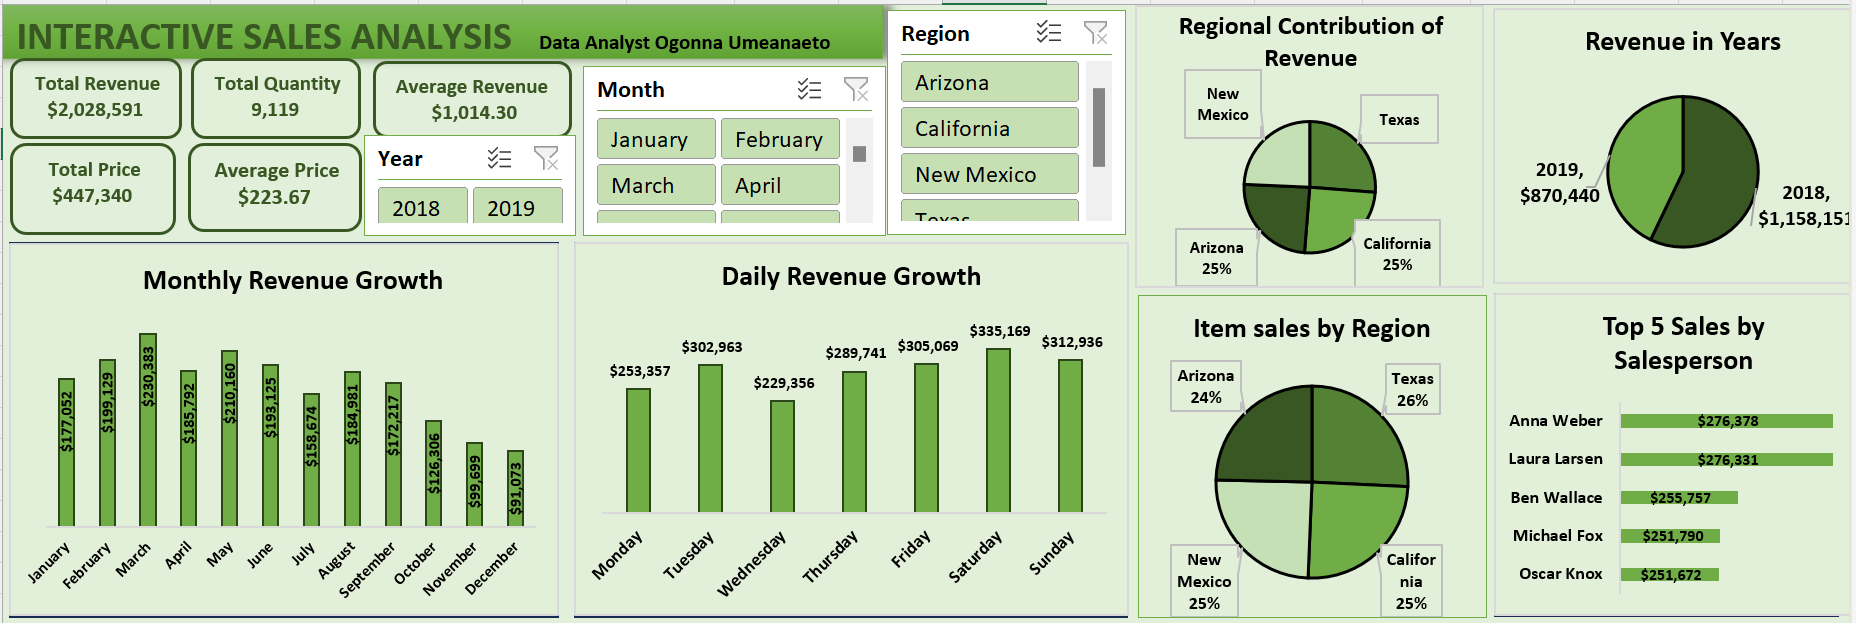 INTERACTIVE SALES ANALYSIS
Data Analyst Ogonna Umeanaeto
Total Revenue
$2,028,591
Total Quantity
9,119
Average Revenue
$1,014.30
Total Price
$447,340
Average Price
$223.67
Year
2018
2019
Month
January
February
March
April
Region
Arizona
California
New Mexico
Texas
Regional Contribution of
Revenue
New
Mexico
Texas
Arizona
25%
California
25%
Revenue in Years
2019,
$870,440
2018,
$1,158,151
Monthly Revenue Growth
$177,052
$199,129
$230,383
$185,792
$210,160
$193,125
$158,674
$184,981
$172,217
$126,306
$99,699
$91,073
January
February
March
April
May
June
July
August
September
October
November
December
Daily Revenue Growth
$253,357
$302,963
$229,356
$289,741
$305,069
$335,169
$312,936
Monday
Tuesday
Wednesday
Thursday
Friday
Saturday
Sunday
Item sales by Region
Arizona
24%
Texas
26%
New
Mexico
25%
Califor
nia
25%
Top 5 Sales by
Salesperson
Anna Weber
$276,378
Laura Larsen
$276,331
Ben Wallace
$255,757
Michael Fox
$251,790
Oscar Knox
$251,672